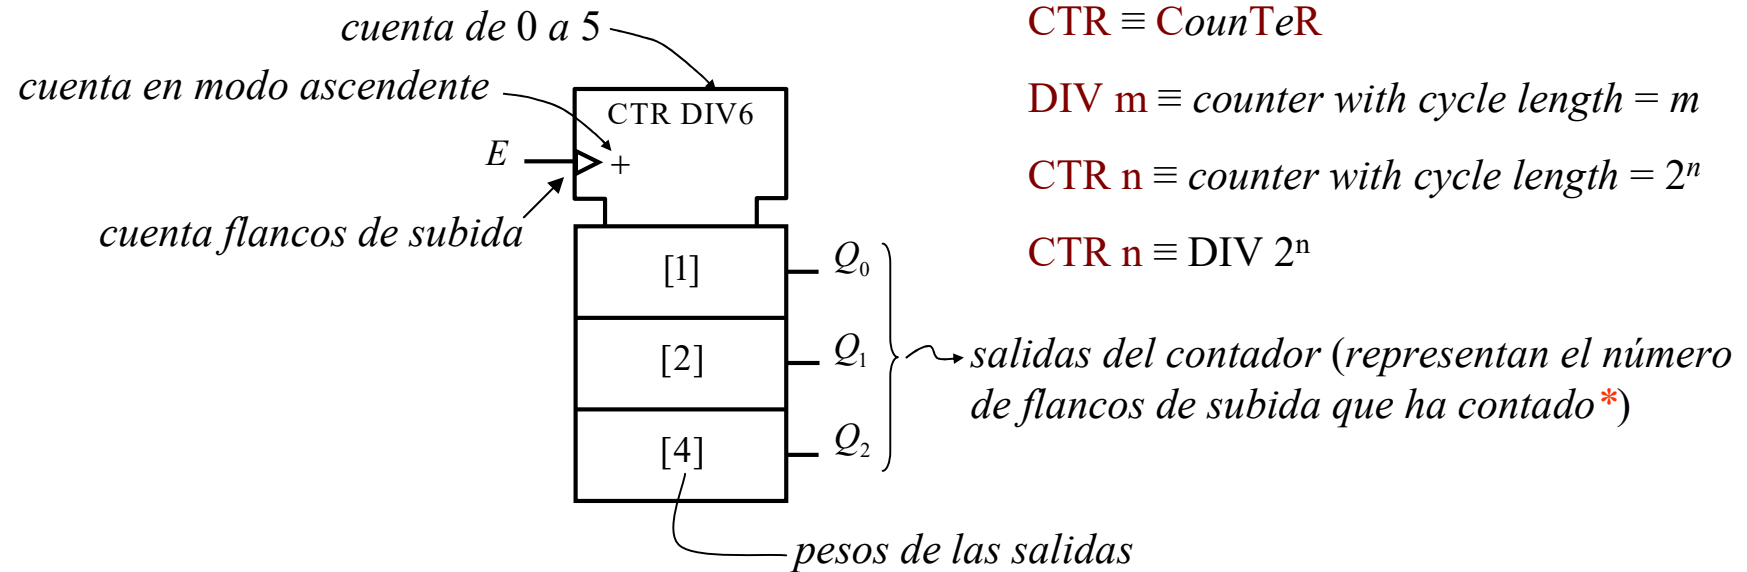 cuenta de 0 a 5
cuenta en modo ascendente
CTR DIV6
E
+
cuenta flancos de subida
[1]
Q₀
[2]
Q₁
[4]
Q₂
pesos de las salidas
CTR ≡ CounTeR
DIV m ≡ counter with cycle length = m
CTR n ≡ counter with cycle length = 2ⁿ
CTR n ≡ DIV 2ⁿ
salidas del contador (representan el número
de flancos de subida que ha contado*)